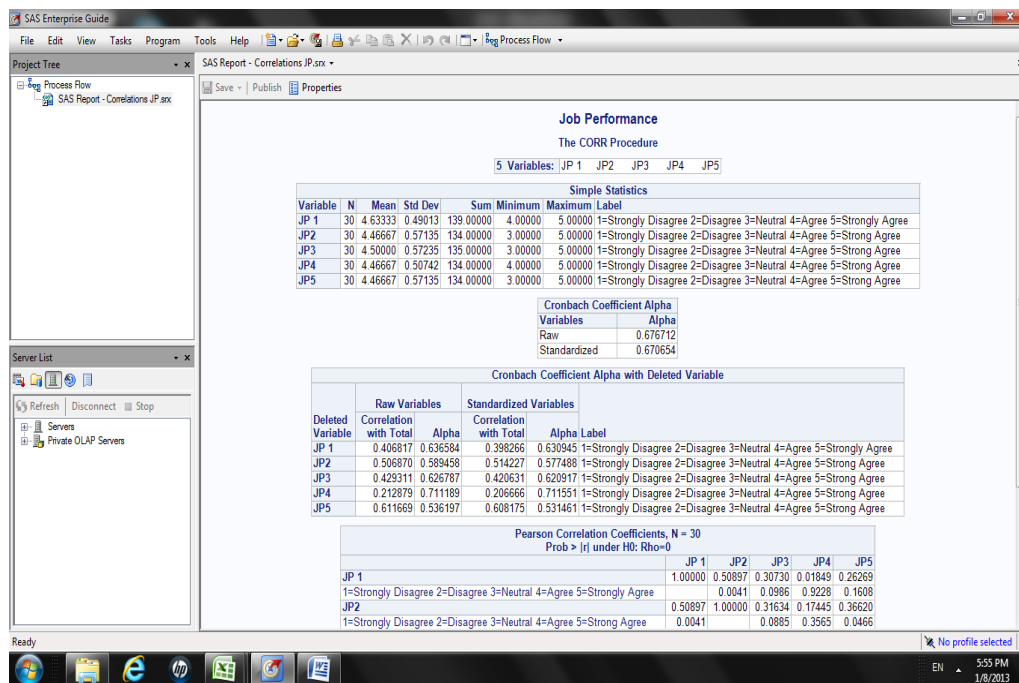 SAS Enterprise Guide
File Edit View Tasks Program Tools Help Process Flow
Project Tree
Process Flow
SAS Report - Correlations JP.srx
SAS Report - Correlations JP.srx
Save Publish Properties
Job Performance
The CORR Procedure
5 Variables: JP 1 JP2 JP3 JP4 JP5
Simple Statistics
Variable N Mean Std Dev Sum Minimum Maximum Label
JP 1 30 4.63333 0.49013 139.00000 4.00000 5.00000 1=Strongly Disagree 2=Disagree 3=Neutral 4=Agree 5=Strongly Agree
JP2 30 4.46667 0.57135 134.00000 3.00000 5.00000 1=Strongly Disagree 2=Disagree 3=Neutral 4=Agree 5=Strong Agree
JP3 30 4.50000 0.57235 135.00000 3.00000 5.00000 1=Strongly Disagree 2=Disagree 3=Neutral 4=Agree 5=Strong Agree
JP4 30 4.46667 0.50742 134.00000 4.00000 5.00000 1=Strongly Disagree 2=Disagree 3=Neutral 4=Agree 5=Strong Agree
JP5 30 4.46667 0.57135 134.00000 3.00000 5.00000 1=Strongly Disagree 2=Disagree 3=Neutral 4=Agree 5=Strong Agree
Cronbach Coefficient Alpha
Variables Alpha
Raw 0.676712
Standardized 0.670654
Server List
Refresh Disconnect Stop
Servers
Private OLAP Servers
Cronbach Coefficient Alpha with Deleted Variable
Raw Variables Standardized Variables
Deleted Correlation Correlation
Variable with Total Alpha with Total Alpha Label
JP 1 0.406817 0.636584 0.398266 0.630945 1=Strongly Disagree 2=Disagree 3=Neutral 4=Agree 5=Strongly Agree
JP2 0.506870 0.589458 0.514227 0.577488 1=Strongly Disagree 2=Disagree 3=Neutral 4=Agree 5=Strong Agree
JP3 0.429311 0.626787 0.420631 0.620917 1=Strongly Disagree 2=Disagree 3=Neutral 4=Agree 5=Strong Agree
JP4 0.212879 0.711189 0.206666 0.711551 1=Strongly Disagree 2=Disagree 3=Neutral 4=Agree 5=Strong Agree
JP5 0.611669 0.536197 0.608175 0.531461 1=Strongly Disagree 2=Disagree 3=Neutral 4=Agree 5=Strong Agree
Pearson Correlation Coefficients, N = 30
Prob > |r| under H0: Rho=0
JP 1 JP2 JP3 JP4 JP5
JP 1 1.00000 0.50897 0.30730 0.01849 0.26269
1=Strongly Disagree 2=Disagree 3=Neutral 4=Agree 5=Strongly Agree 0.0041 0.0986 0.9228 0.1608
JP2 0.50897 1.00000 0.31634 0.17445 0.36620
1=Strongly Disagree 2=Disagree 3=Neutral 4=Agree 5=Strong Agree 0.0041 0.0885 0.3565 0.0466
Ready
No profile selected
hp
EN
5:55 PM
1/8/2013